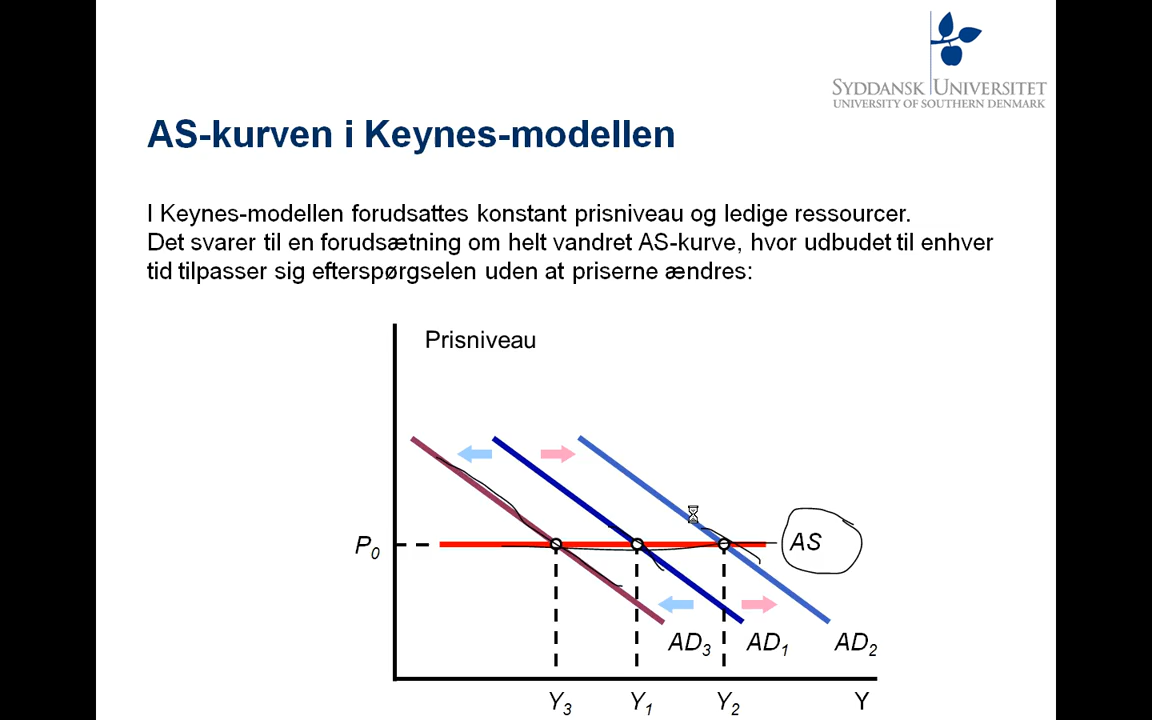 SYDDANSK UNIVERSITET
UNIVERSITY OF SOUTHERN DENMARK
AS-kurven i Keynes-modellen
I Keynes-modellen forudsattes konstant prisniveau og ledige ressourcer.
Det svarer til en forudsætning om helt vandret AS-kurve, hvor udbudet til enhver
tid tilpasser sig efterspørgselen uden at priserne ændres:
Prisniveau
P0
AS
AD3
AD1
AD2
Y3
Y1
Y2
Y